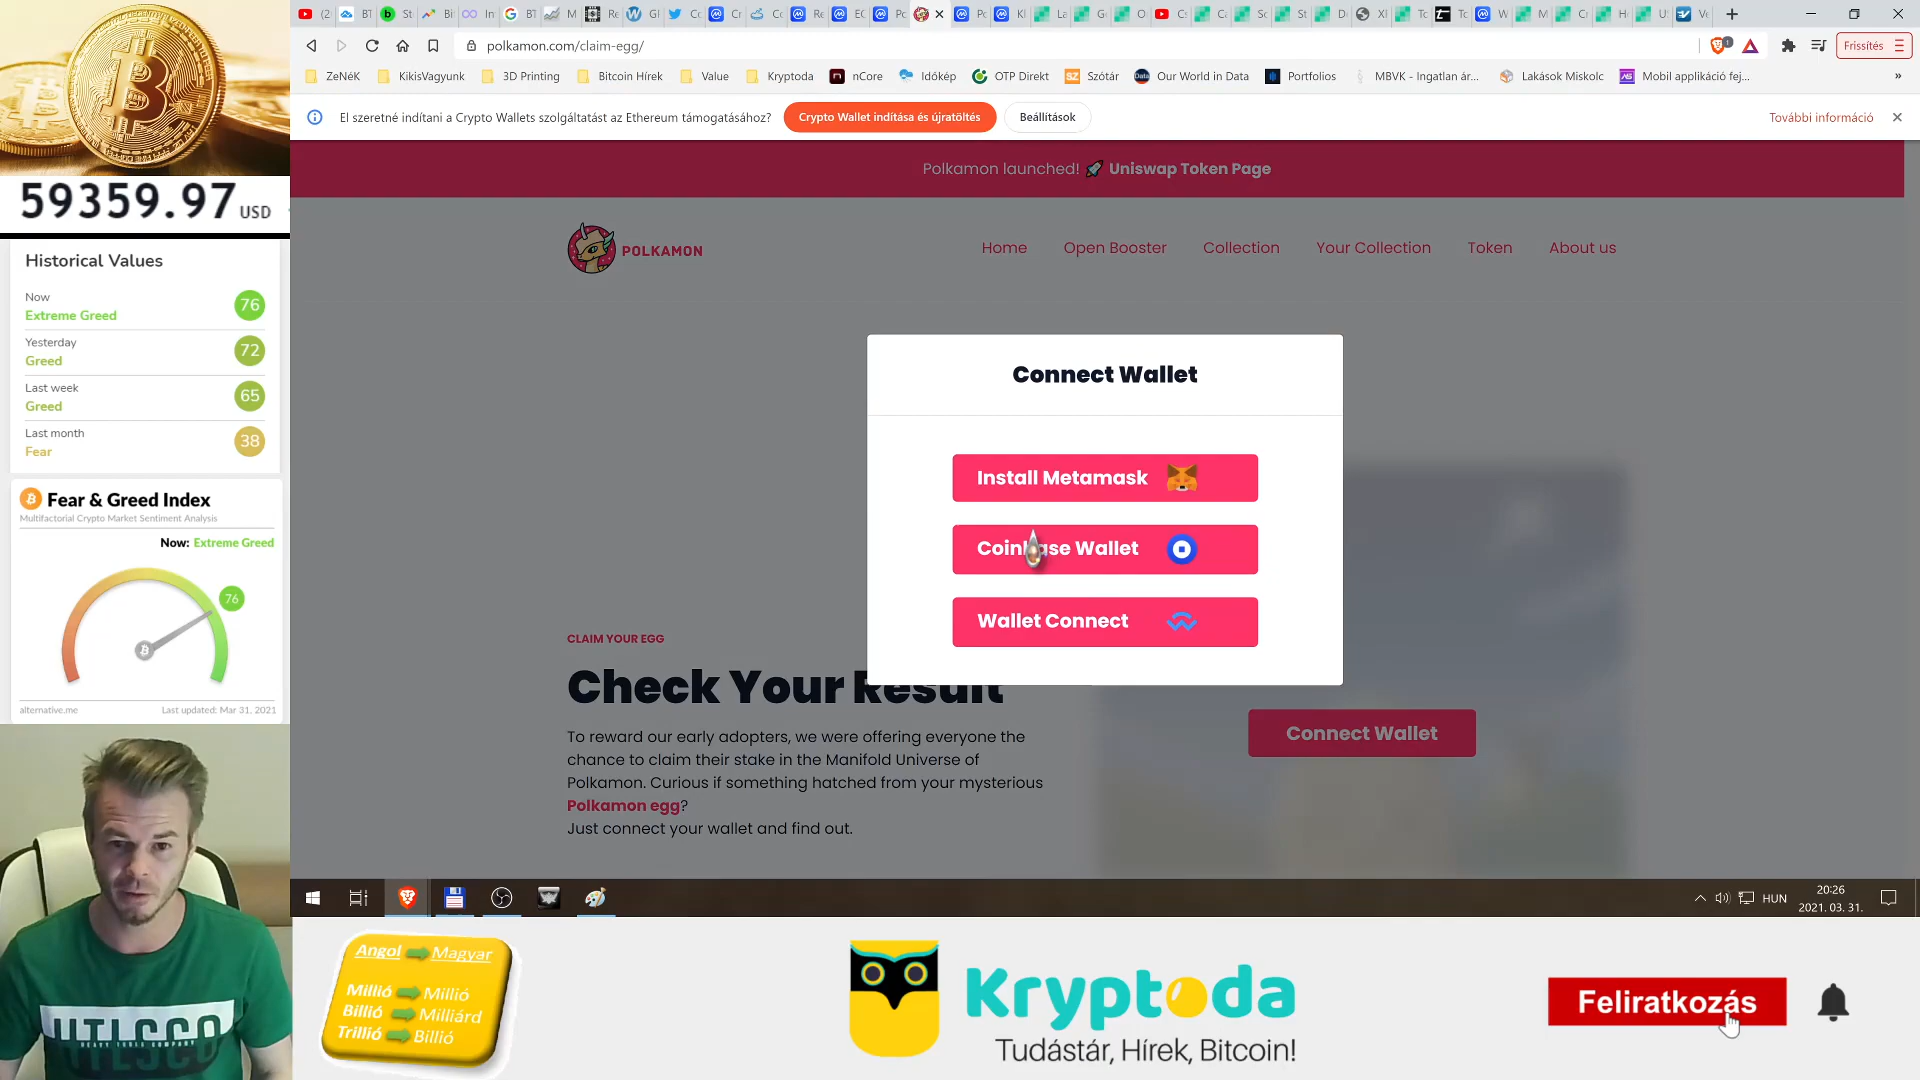 59359.97 USD
Historical Values
Now
Extreme Greed
76
Yesterday
Greed
72
Last week
Greed
65
Last month
Fear
38
Fear & Greed Index
Multifactorial Crypto Market Sentiment Analysis
Now: Extreme Greed
76
alternative.me
Last updated: Mar 31, 2021
polkamon.com/claim-egg/
Frissítés
ZeNéK
KikisVagyunk
3D Printing
Bitcoin Hírek
Value
Kryptoda
nCore
Időkép
OTP Direkt
Szótár
Our World in Data
Portfolios
MBVK - Ingatlan ár...
Lakások Miskolc
Mobil applikáció fej...
»
El szeretné indítani a Crypto Wallets szolgáltatást az Ethereum támogatásához?
Crypto Wallet indítása és újratöltés
Beállítások
További információ
Polkamon launched! 🚀 Uniswap Token Page
POLKAMON
Home
Open Booster
Collection
Your Collection
Token
About us
Connect Wallet
Install Metamask
Coinbase Wallet
Wallet Connect
CLAIM YOUR EGG
Check Your Result
To reward our early adopters, we were offering everyone the
chance to claim their stake in the Manifold Universe of
Polkamon. Curious if something hatched from your mysterious
Polkamon egg?
Just connect your wallet and find out.
Connect Wallet
HUN
20:26
2021. 03. 31.
Angol Magyar
Millió Millió
Billió Milliárd
Trillió Billió
Kryptoda
Tudástár, Hírek, Bitcoin!
Feliratkozás